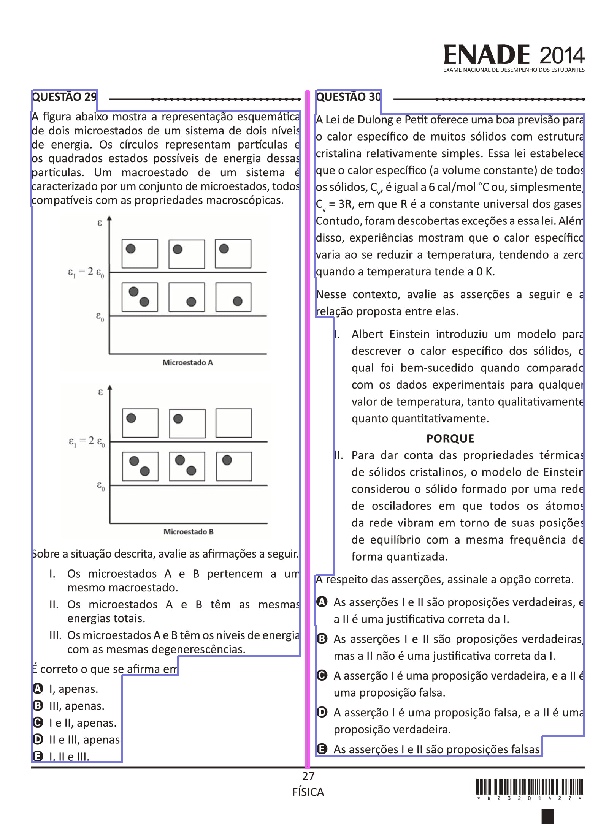 ENADE 2014
EXAME NACIONAL DE DESEMPENHO DOS ESTUDANTES
QUESTÃO 29
A figura abaixo mostra a representação esquemática
de dois microestados de um sistema de dois níveis
de energia. Os círculos representam partículas e
os quadrados estados possíveis de energia dessas
partículas. Um macroestado de um sistema é
caracterizado por um conjunto de microestados, todos
compatíveis com as propriedades macroscópicas.
ε
ε₁ = 2 ε₀
ε₀
Microestado A
ε
ε₁ = 2 ε₀
ε₀
Microestado B
Sobre a situação descrita, avalie as afirmações a seguir.
I. Os microestados A e B pertencem a um
mesmo macroestado.
II. Os microestados A e B têm as mesmas
energias totais.
III. Os microestados A e B têm os níveis de energia
com as mesmas degenerescências.
É correto o que se afirma em
A I, apenas.
B III, apenas.
C I e II, apenas.
D II e III, apenas
E I, II e III.
QUESTÃO 30
A Lei de Dulong e Petit oferece uma boa previsão para
o calor específico de muitos sólidos com estrutura
cristalina relativamente simples. Essa lei estabelece
que o calor específico (a volume constante) de todos
os sólidos, Cᵥ, é igual a 6 cal/mol °C ou, simplesmente,
Cᵥ = 3R, em que R é a constante universal dos gases.
Contudo, foram descobertas exceções a essa lei. Além
disso, experiências mostram que o calor específico
varia ao se reduzir a temperatura, tendendo a zero
quando a temperatura tende a 0 K.
Nesse contexto, avalie as asserções a seguir e a
relação proposta entre elas.
I. Albert Einstein introduziu um modelo para
descrever o calor específico dos sólidos, o
qual foi bem-sucedido quando comparado
com os dados experimentais para qualquer
valor de temperatura, tanto qualitativamente
quanto quantitativamente.
PORQUE
II. Para dar conta das propriedades térmicas
de sólidos cristalinos, o modelo de Einstein
considerou o sólido formado por uma rede
de osciladores em que todos os átomos
da rede vibram em torno de suas posições
de equilíbrio com a mesma frequência de
forma quantizada.
A respeito das asserções, assinale a opção correta.
A As asserções I e II são proposições verdadeiras, e
a II é uma justificativa correta da I.
B As asserções I e II são proposições verdadeiras,
mas a II não é uma justificativa correta da I.
C A asserção I é uma proposição verdadeira, e a II é
uma proposição falsa.
D A asserção I é uma proposição falsa, e a II é uma
proposição verdadeira.
E As asserções I e II são proposições falsas
27
FÍSICA